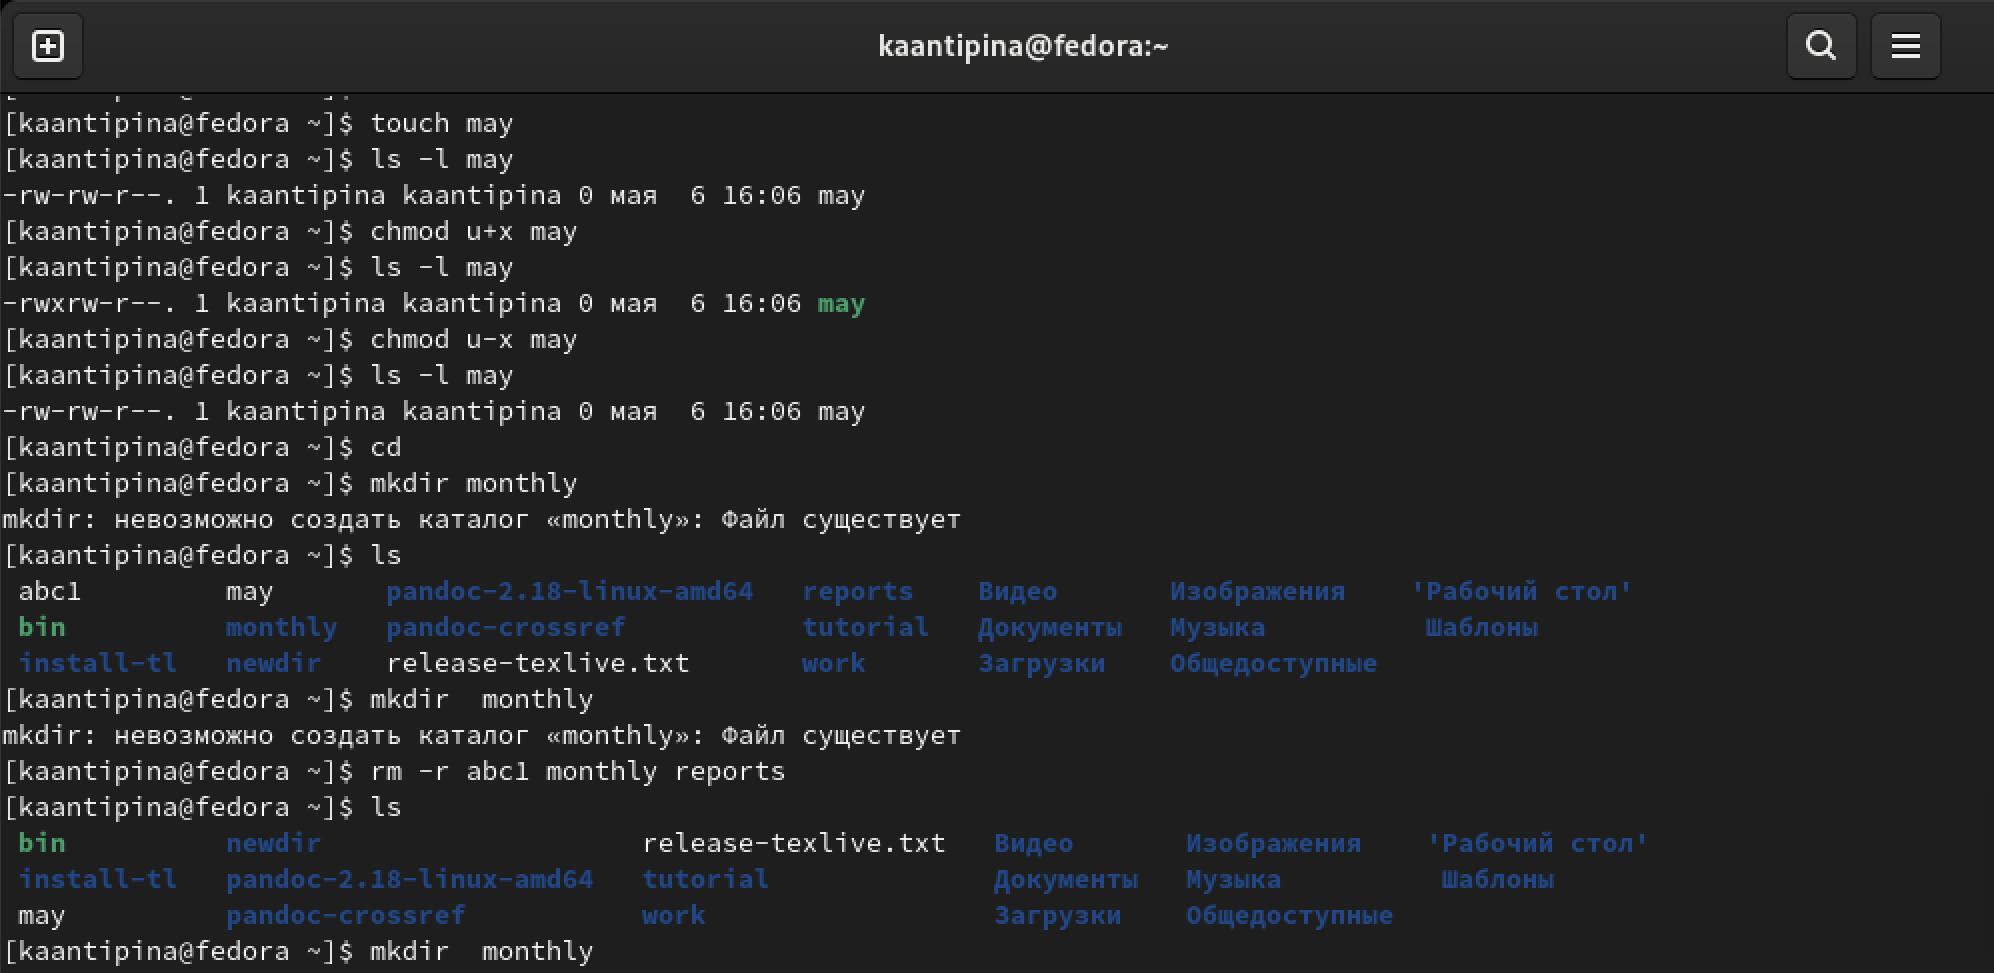 kaantipina@fedora:~
[kaantipina@fedora ~]$ touch may
[kaantipina@fedora ~]$ ls -l may
-rw-rw-r--. 1 kaantipina kaantipina 0 мая  6 16:06 may
[kaantipina@fedora ~]$ chmod u+x may
[kaantipina@fedora ~]$ ls -l may
-rwxrw-r--. 1 kaantipina kaantipina 0 мая  6 16:06 may
[kaantipina@fedora ~]$ chmod u-x may
[kaantipina@fedora ~]$ ls -l may
-rw-rw-r--. 1 kaantipina kaantipina 0 мая  6 16:06 may
[kaantipina@fedora ~]$ cd
[kaantipina@fedora ~]$ mkdir monthly
mkdir: невозможно создать каталог «monthly»: Файл существует
[kaantipina@fedora ~]$ ls
abc1 may pandoc-2.18-linux-amd64 reports Видео Изображения 'Рабочий стол'
bin monthly pandoc-crossref tutorial Документы Музыка Шаблоны
install-tl newdir release-texlive.txt work Загрузки Общедоступные
[kaantipina@fedora ~]$ mkdir  monthly
mkdir: невозможно создать каталог «monthly»: Файл существует
[kaantipina@fedora ~]$ rm -r abc1 monthly reports
[kaantipina@fedora ~]$ ls
bin newdir release-texlive.txt Видео Изображения 'Рабочий стол'
install-tl pandoc-2.18-linux-amd64 tutorial Документы Музыка Шаблоны
may pandoc-crossref work Загрузки Общедоступные
[kaantipina@fedora ~]$ mkdir  monthly